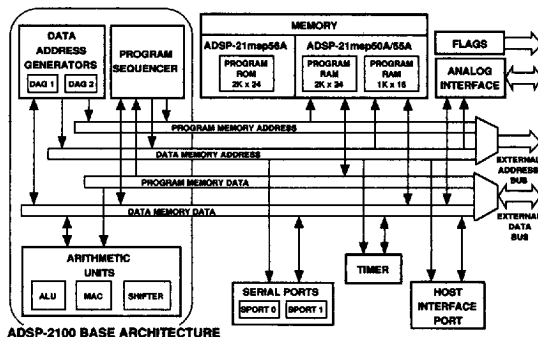 DATA
ADDRESS
GENERATORS
DAG 1
DAG 2
PROGRAM
SEQUENCER
MEMORY
ADSP-21msp56A
ADSP-21msp50A/55A
PROGRAM
ROM
2K x 24
PROGRAM
RAM
2K x 24
PROGRAM
RAM
1K x 16
FLAGS
ANALOG
INTERFACE
PROGRAM MEMORY ADDRESS
DATA MEMORY ADDRESS
EXTERNAL
ADDRESS
BUS
PROGRAM MEMORY DATA
DATA MEMORY DATA
EXTERNAL
DATA
BUS
ARITHMETIC
UNITS
ALU
MAC
SHIFTER
SERIAL PORTS
SPORT 0
SPORT 1
TIMER
HOST
INTERFACE
PORT
ADSP-2100 BASE ARCHITECTURE